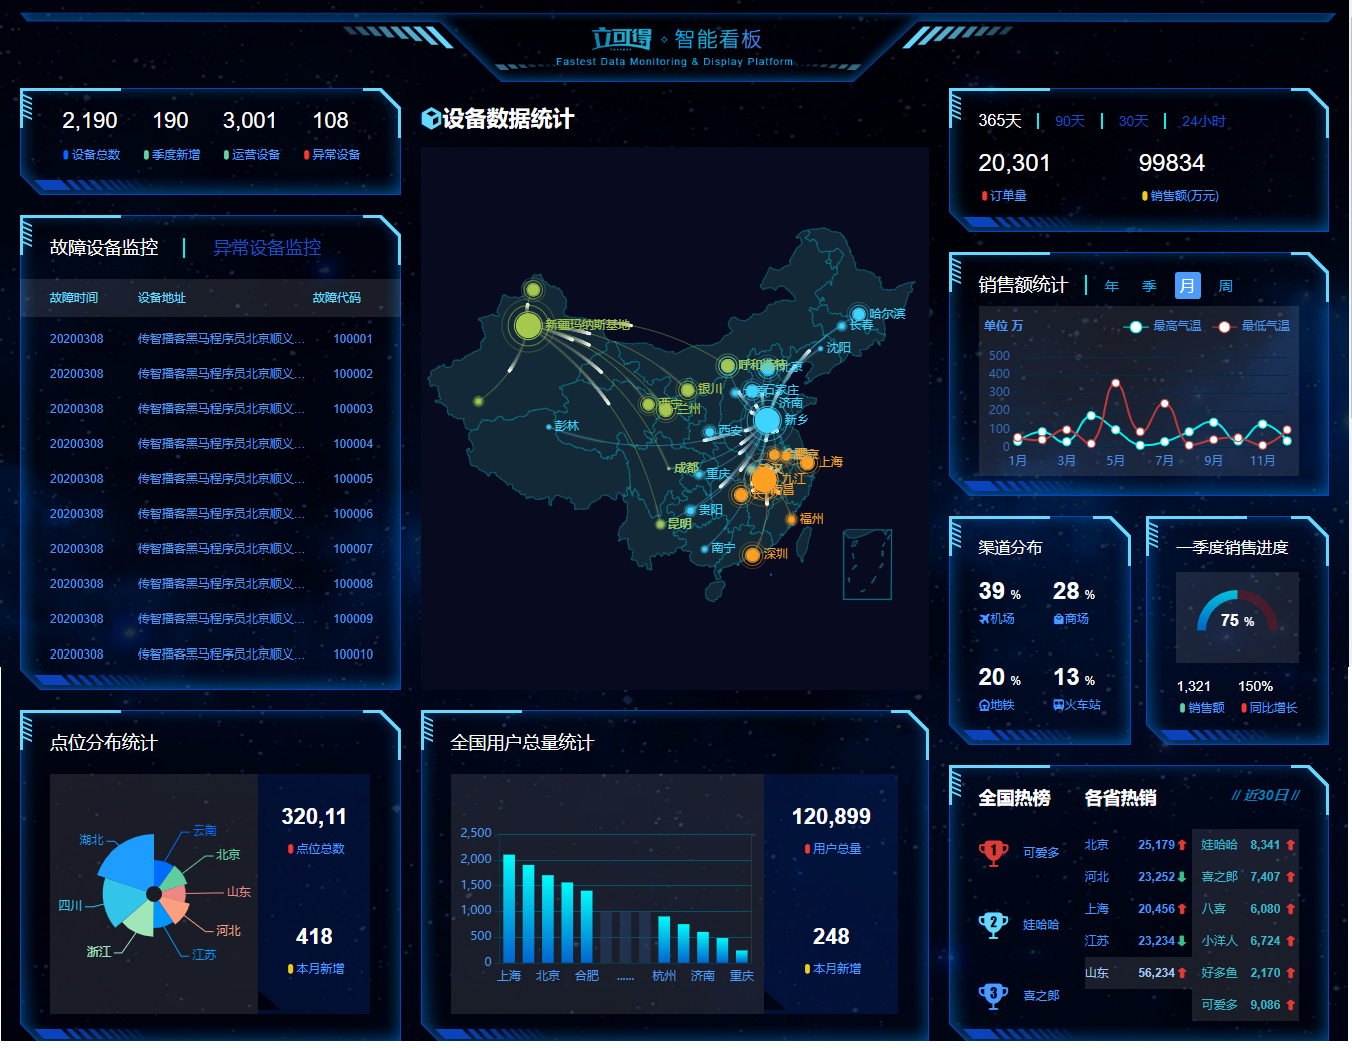 立可得 智能看板
Fastest Data Monitoring & Display Platform
2,190 190 3,001 108
设备总数 季度新增 运营设备 异常设备
故障设备监控 异常设备监控
故障时间 设备地址 故障代码
20200308 传智播客黑马程序员北京顺义... 100001
20200308 传智播客黑马程序员北京顺义... 100002
20200308 传智播客黑马程序员北京顺义... 100003
20200308 传智播客黑马程序员北京顺义... 100004
20200308 传智播客黑马程序员北京顺义... 100005
20200308 传智播客黑马程序员北京顺义... 100006
20200308 传智播客黑马程序员北京顺义... 100007
20200308 传智播客黑马程序员北京顺义... 100008
20200308 传智播客黑马程序员北京顺义... 100009
20200308 传智播客黑马程序员北京顺义... 100010
点位分布统计
云南
湖北
北京
山东
四川
河北
浙江
江苏
320,11
点位总数
418
本月新增
设备数据统计
哈尔滨
长春
新疆玛纳斯基地
沈阳
呼和浩特
北京
银川
石家庄
西宁
兰州
济南
新乡
彭林
西安
上海
成都
重庆
九江
南昌
贵阳
福州
昆明
南宁
深圳
全国用户总量统计
2,500
2,000
1,500
1,000
500
0
上海 北京 合肥 ...... 杭州 济南 重庆
120,899
用户总量
248
本月新增
365天 90天 30天 24小时
20,301 99834
订单量 销售额(万元)
销售额统计 年 季 月 周
单位 万 最高气温 最低气温
500
400
300
200
100
0
1月 3月 5月 7月 9月 11月
渠道分布
39 % 28 %
机场 商场
20 % 13 %
地铁 火车站
一季度销售进度
75 %
1,321 150%
销售额 同比增长
全国热榜 各省热销 // 近30日 //
1 可爱多
2 娃哈哈
3 喜之郎
北京 25,179
河北 23,252
上海 20,456
江苏 23,234
山东 56,234
娃哈哈 8,341
喜之郎 7,407
八喜 6,080
小洋人 6,724
好多鱼 2,170
可爱多 9,086